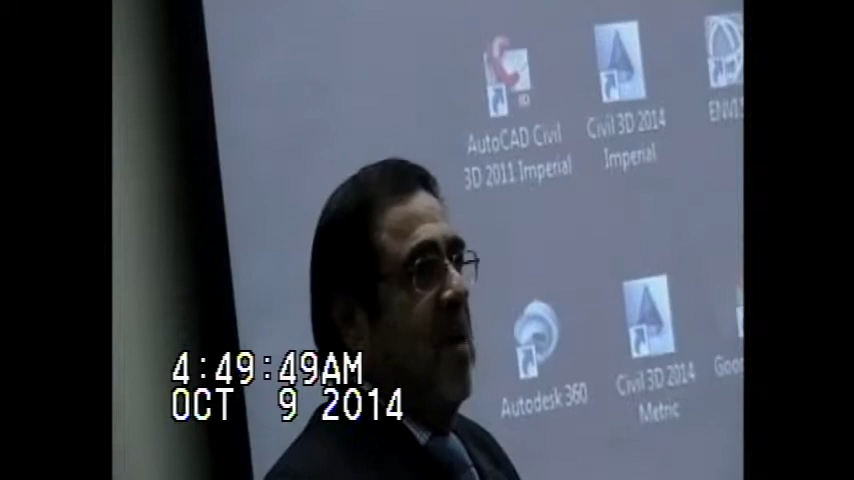 AutoCAD Civil
3D 2011 Imperial
Civil 3D 2014
Imperial
Autodesk 360
Civil 3D 2014
Metric
4:49:49AM
OCT 9 2014